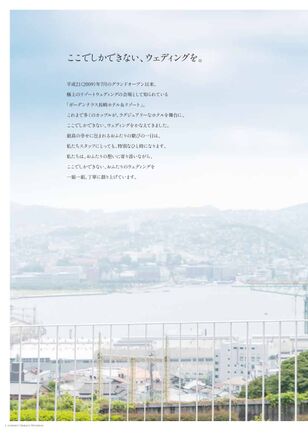 ここでしかできない、ウェディングを。
平成21(2009)年7月のグランドオープン以来、
極上のリゾートウェディングの会場として知られている
「ガーデンテラス長崎ホテル&リゾート」。
これまで多くのカップルが、ラグジュアリーなホテルを舞台に、
ここでしかできない、ウェディングをかなえてきました。
最高の幸せに包まれるおふたりの歓びの一日は、
私たちスタッフにとっても、特別なひと時になります。
私たちは、おふたりの想いに寄り添いながら、
ここでしかできない、おふたりのウェディングを
一組一組、丁寧に創り上げています。